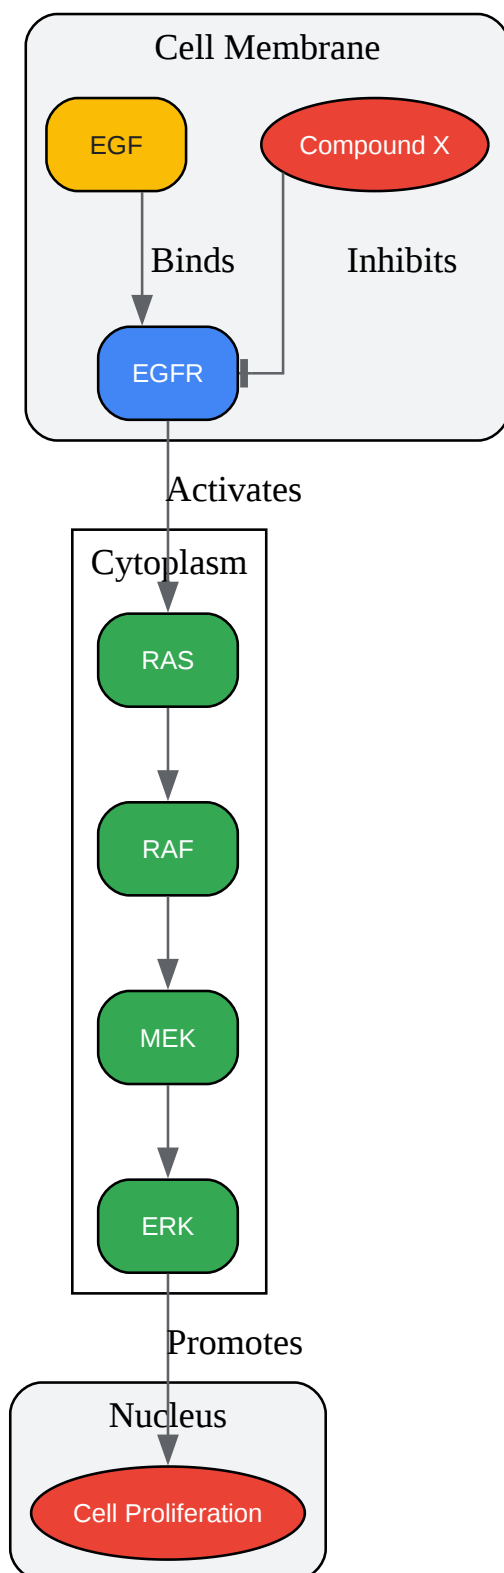 Cell Membrane
EGF
Compound X
Binds
Inhibits
EGFR
Activates
Cytoplasm
RAS
RAF
MEK
ERK
Promotes
Nucleus
Cell Proliferation